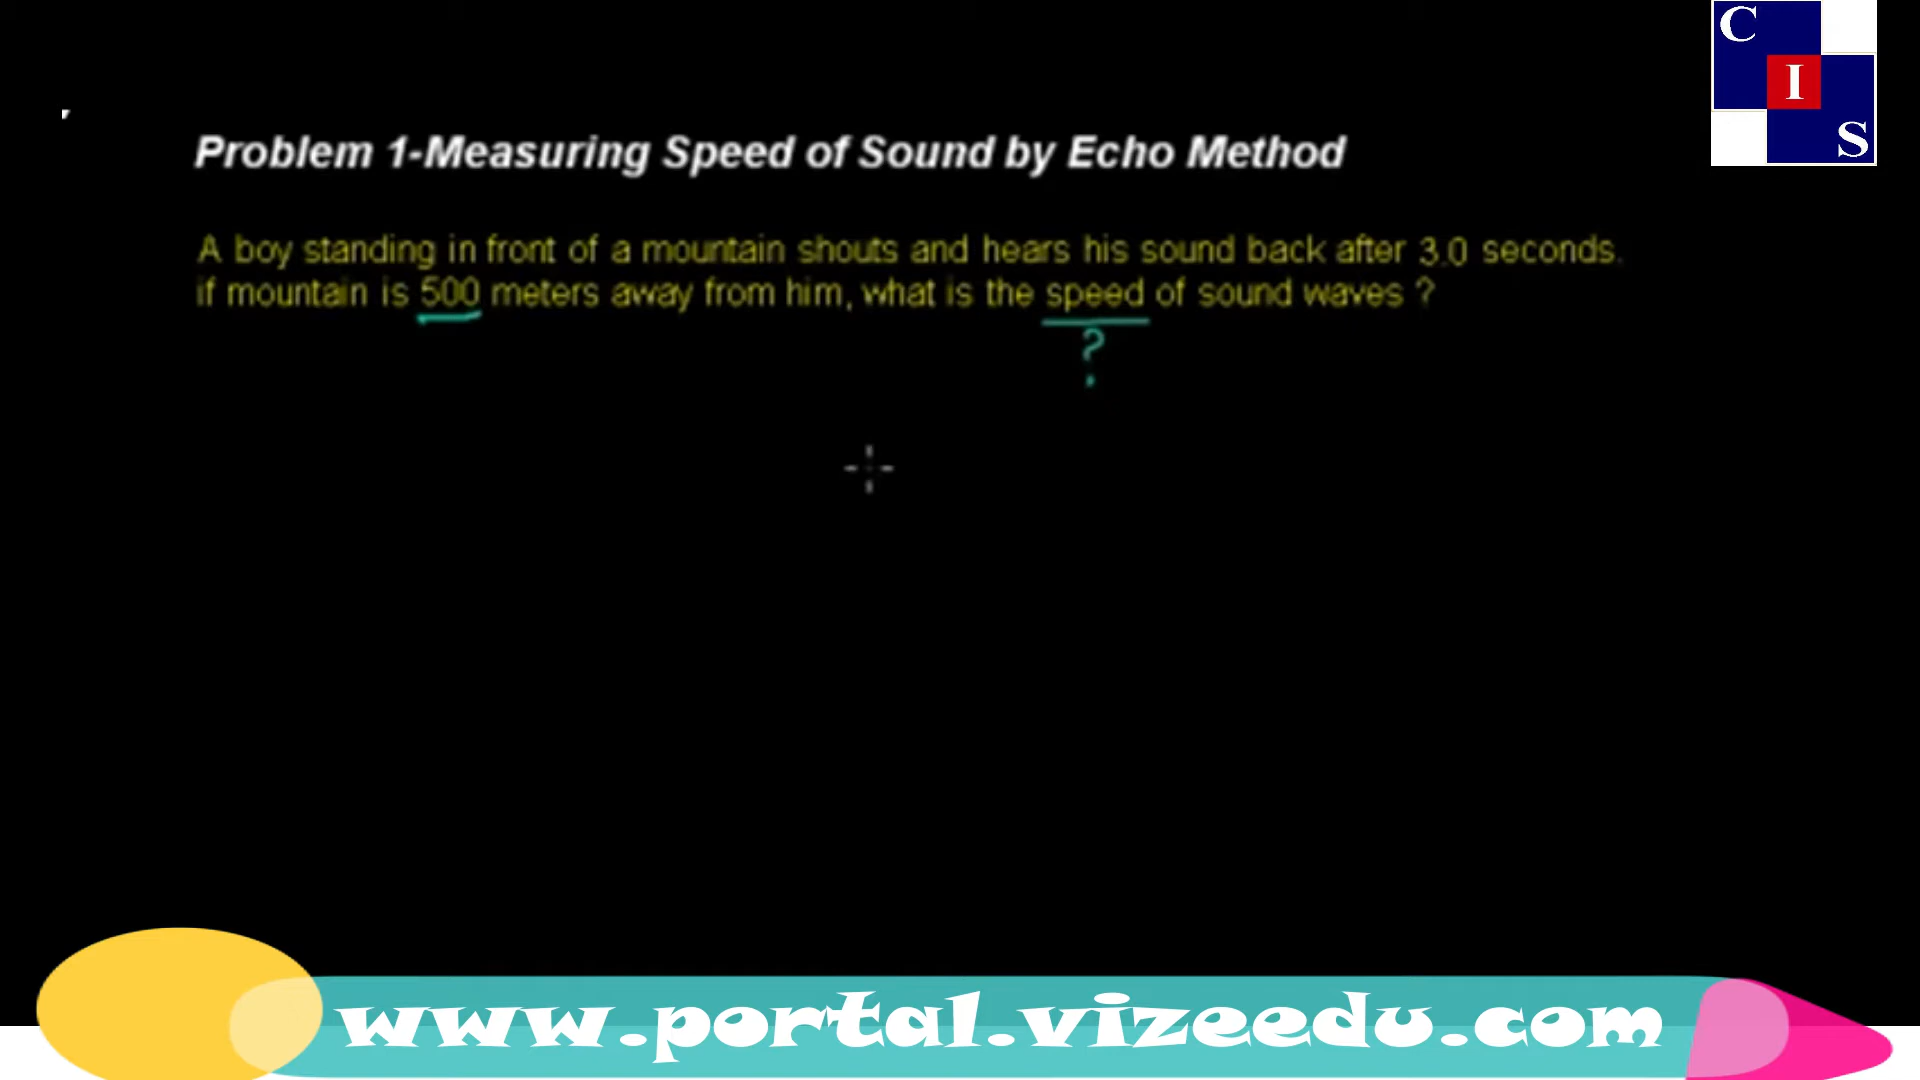 C
I
S
Problem 1-Measuring Speed of Sound by Echo Method
A boy standing in front of a mountain shouts and hears his sound back after 3.0 seconds.
if mountain is 500 meters away from him, what is the speed of sound waves ?
?
www.portal.vizeedu.com